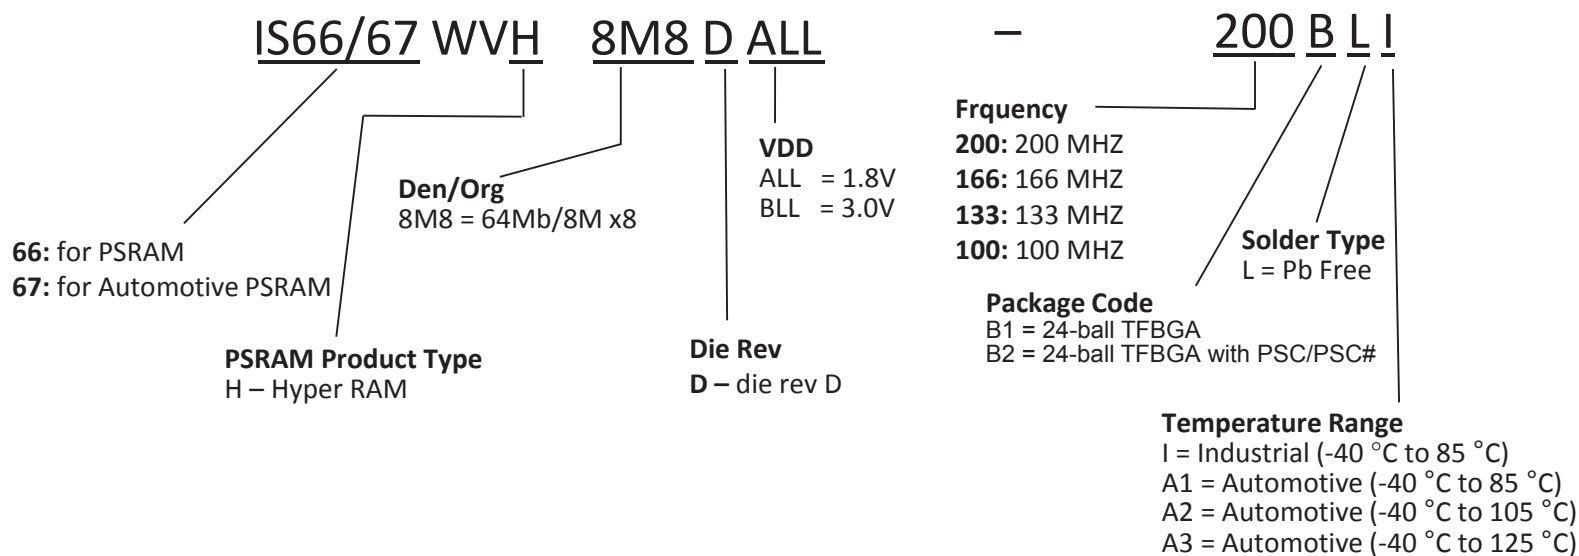 IS66/67 WVH 8M8 D ALL – 200 B L I
Frquency
200: 200 MHZ
166: 166 MHZ
133: 133 MHZ
100: 100 MHZ
VDD
ALL = 1.8V
BLL = 3.0V
Den/Org
8M8 = 64Mb/8M x8
66: for PSRAM
67: for Automotive PSRAM
Solder Type
L = Pb Free
Package Code
B1 = 24-ball TFBGA
B2 = 24-ball TFBGA with PSC/PSC#
PSRAM Product Type
H – Hyper RAM
Die Rev
D – die rev D
Temperature Range
I = Industrial (-40 °C to 85 °C)
A1 = Automotive (-40 °C to 85 °C)
A2 = Automotive (-40 °C to 105 °C)
A3 = Automotive (-40 °C to 125 °C)